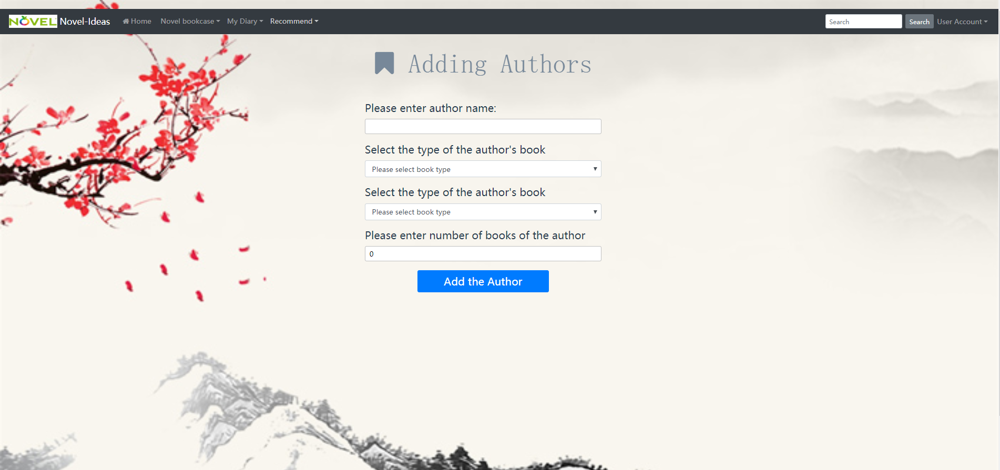 NOVEL Novel-Ideas Home Novel bookcase My Diary Recommend Search Search User Account
Adding Authors
Please enter author name:
Select the type of the author's book
Please select book type
Select the type of the author's book
Please select book type
Please enter number of books of the author
0
Add the Author